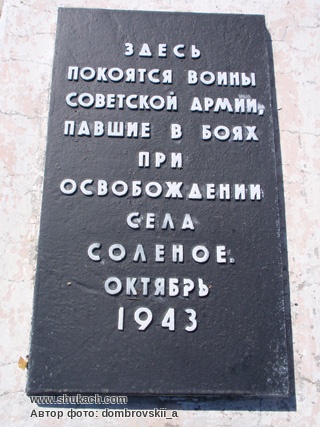 ЗДЕСЬ
ПОКОЯТСЯ ВОИНЫ
СОВЕТСКОЙ АРМИИ,
ПАВШИЕ В БОЯХ
ПРИ
ОСВОБОЖДЕНИИ
СЕЛА
СОЛЕНОЕ.
ОКТЯБРЬ
1943
www.shukach.com
Автор фото: dombrovskii_a